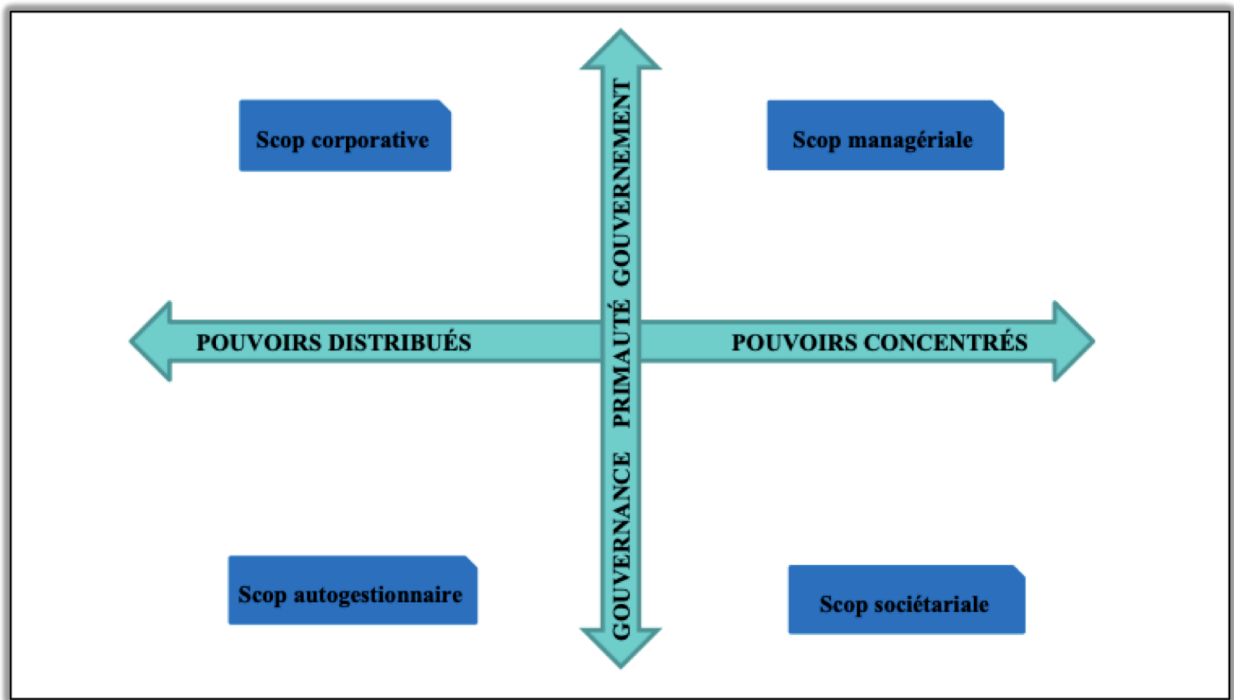 Scop corporative
Scop managériale
GOUVERNANCE PRIMAUTÉ GOUVERNEMENT
POUVOIRS DISTRIBUÉS
POUVOIRS CONCENTRÉS
Scop autogestionnaire
Scop sociétariale